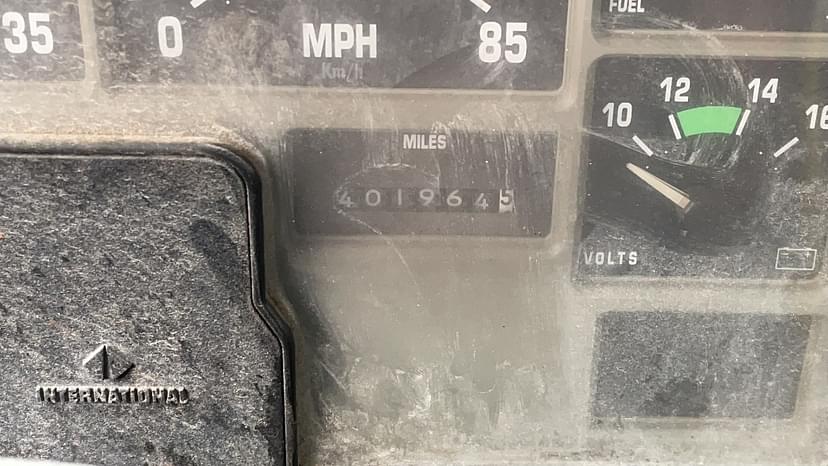 FUEL
35
0 MPH 85
Km/h
10 12 14 16
MILES
4019645
VOLTS
INTERNATIONAL